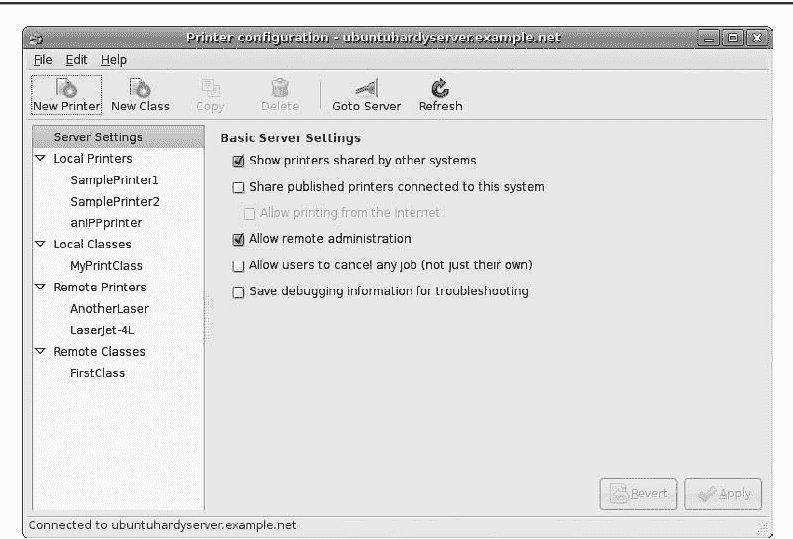 Printer configuration - ubuntuhardyserver.example.net
File Edit Help
New Printer New Class Copy Delete Goto Server Refresh
Server Settings
Local Printers
SamplePrinter1
SamplePrinter2
anIPPprinter
Local Classes
MyPrintClass
Remote Printers
AnotherLaser
LaserJet-4L
Remote Classes
FirstClass
Basic Server Settings
Show printers shared by other systems
Share published printers connected to this system
Allow printing from the Internet
Allow remote administration
Allow users to cancel any job (not just their own)
Save debugging information for troubleshooting
Revert Apply
Connected to ubuntuhardyserver.example.net